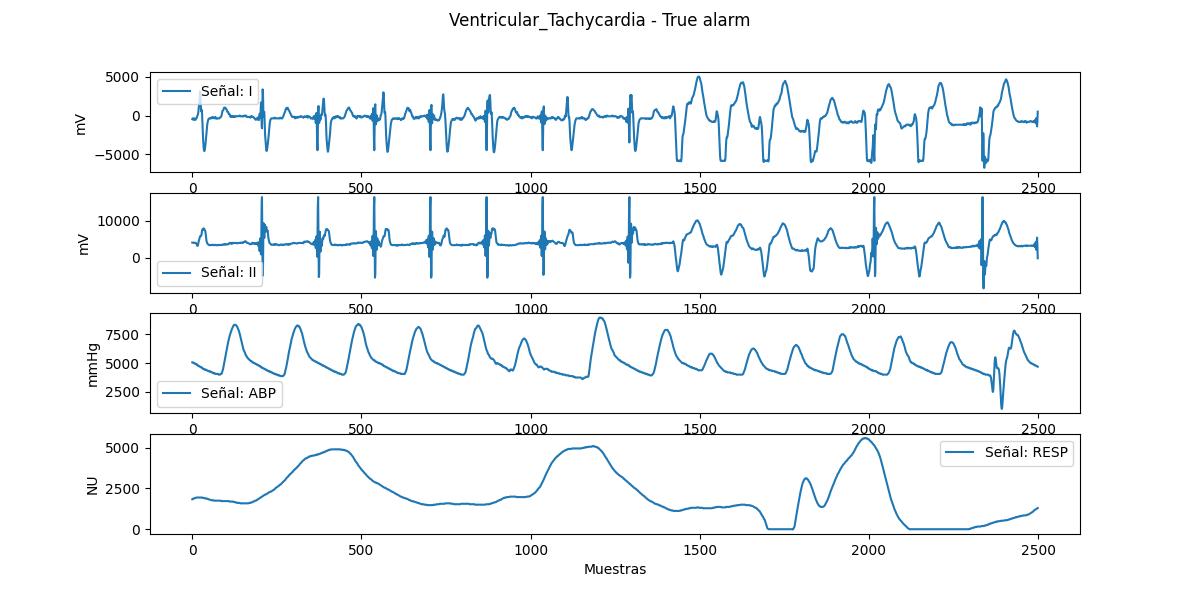 Ventricular_Tachycardia - True alarm
5000
0
−5000
mV
Señal: I
0 500 1000 1500 2000 2500
10000
0
mV
Señal: II
0 500 1000 1500 2000 2500
7500
5000
2500
mmHg
Señal: ABP
0 500 1000 1500 2000 2500
5000
2500
0
NU
Señal: RESP
0 500 1000 1500 2000 2500
Muestras